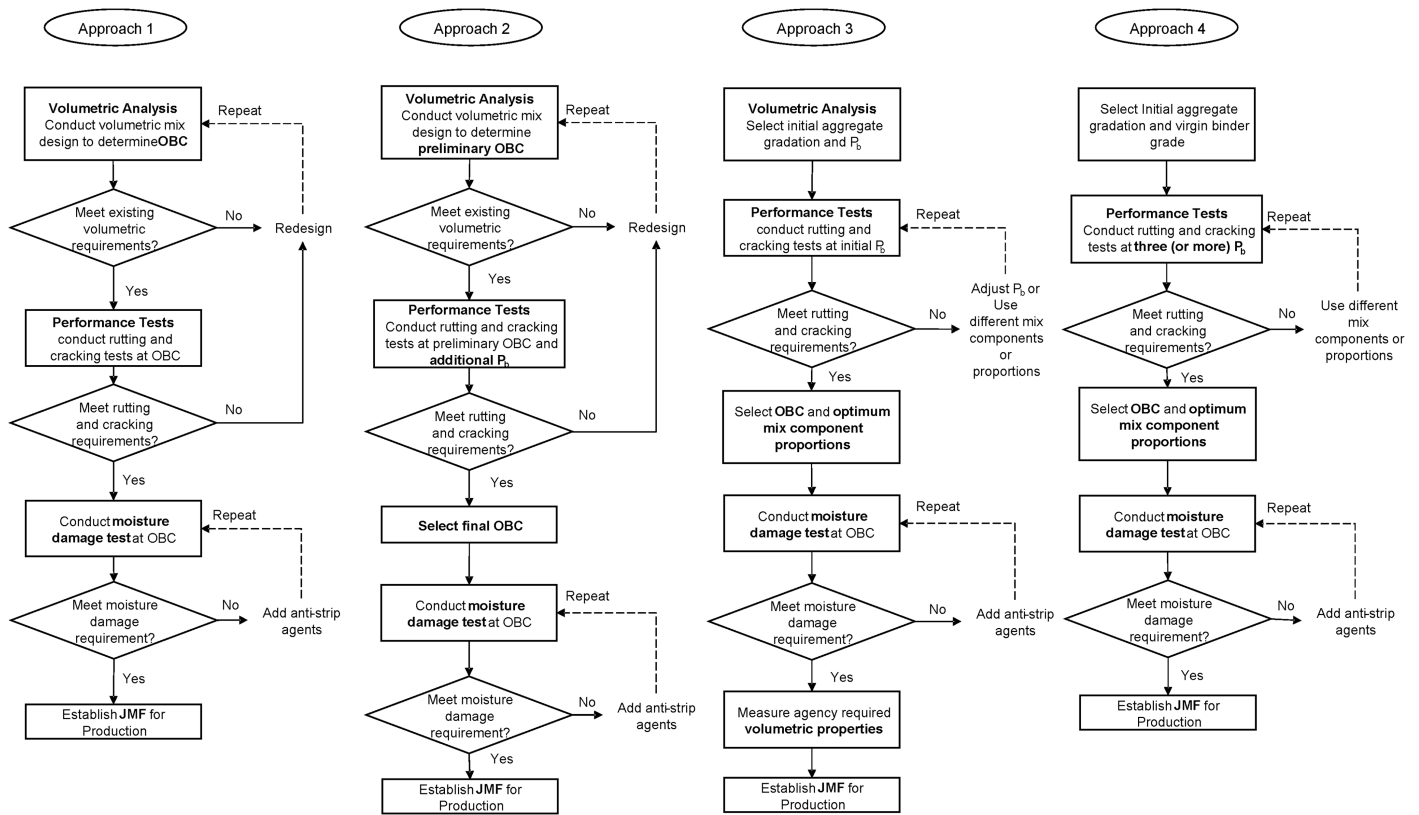 Approach 1
Volumetric Analysis
Conduct volumetric mix
design to determine OBC
Repeat
Meet existing
volumetric
requirements?
No
Redesign
Yes
Performance Tests
conduct rutting and
cracking tests at OBC
Meet rutting
and cracking
requirements?
No
Yes
Conduct moisture
damage test at OBC
Repeat
Meet moisture
damage
requirement?
No
Add anti-strip
agents
Yes
Establish JMF for
Production
Approach 2
Volumetric Analysis
Conduct volumetric mix
design to determine
preliminary OBC
Repeat
Meet existing
volumetric
requirements?
No
Redesign
Yes
Performance Tests
Conduct rutting and cracking
tests at preliminary OBC and
additional Pb
Meet rutting
and cracking
requirements?
No
Yes
Select final OBC
Conduct moisture
damage test at OBC
Repeat
Meet moisture
damage
requirement?
No
Add anti-strip
agents
Yes
Establish JMF for
Production
Approach 3
Volumetric Analysis
Select initial aggregate
gradation and Pb
Performance Tests
conduct rutting and
cracking tests at initial Pb
Repeat
Adjust Pb or
Use
different mix
components
or
proportions
Meet rutting
and cracking
requirements?
No
Yes
Select OBC and optimum
mix component
proportions
Conduct moisture
damage test at OBC
Repeat
Meet moisture
damage
requirement?
No
Add anti-strip
agents
Yes
Measure agency required
volumetric properties
Establish JMF for
Production
Approach 4
Select Initial aggregate
gradation and virgin binder
grade
Performance Tests
Conduct rutting and cracking
tests at three (or more) Pb
Repeat
Use different
mix
components or
proportions
Meet rutting
and cracking
requirements?
No
Yes
Select OBC and optimum
mix component
proportions
Conduct moisture
damage test at OBC
Repeat
Meet moisture
damage
requirement?
No
Add anti-strip
agents
Yes
Establish JMF for
Production